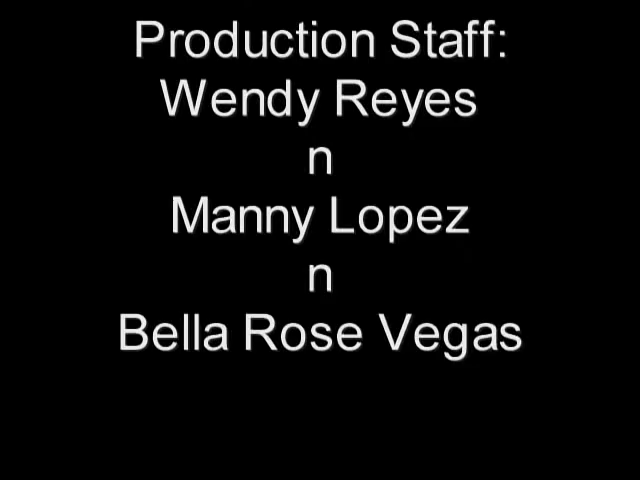 Production Staff:
Wendy Reyes
n
Manny Lopez
n
Bella Rose Vegas